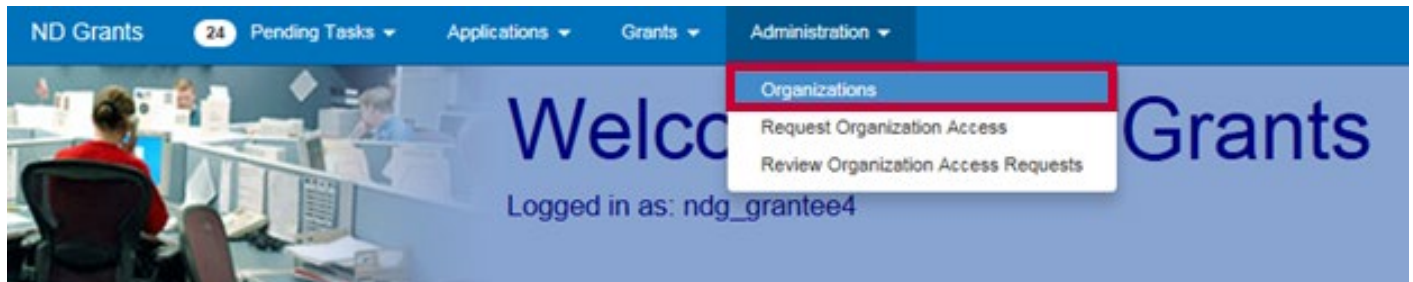 ND Grants 24 Pending Tasks Applications Grants Administration
Organizations
Request Organization Access
Review Organization Access Requests
Welco Grants
Logged in as: ndg_grantee4